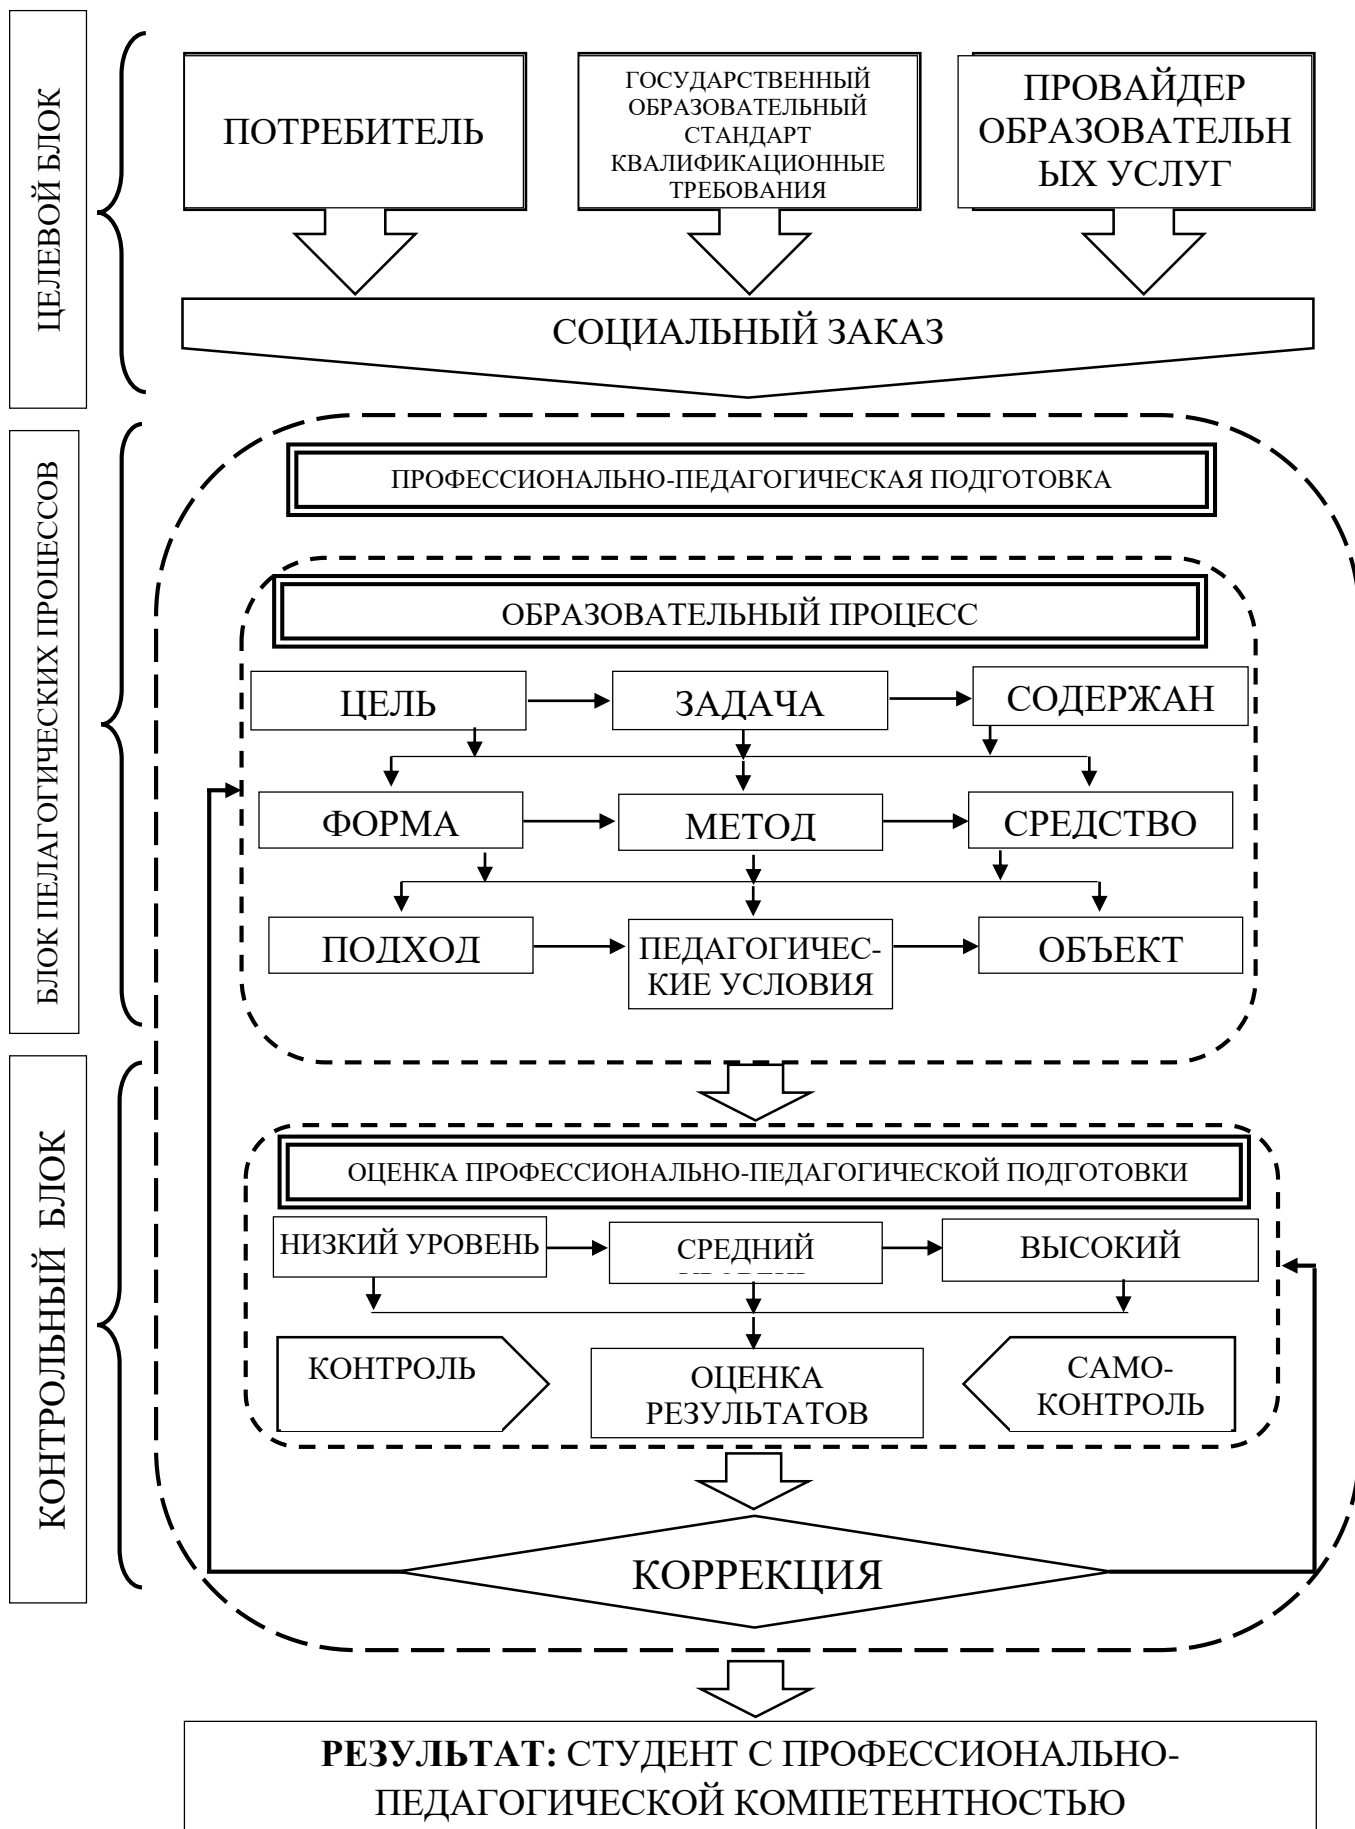 ЦЕЛЕВОЙ БЛОК
ПОТРЕБИТЕЛЬ
ГОСУДАРСТВЕННЫЙ
ОБРАЗОВАТЕЛЬНЫЙ
СТАНДАРТ
КВАЛИФИКАЦИОННЫЕ
ТРЕБОВАНИЯ
ПРОВАЙДЕР
ОБРАЗОВАТЕЛЬН
ЫХ УСЛУГ
СОЦИАЛЬНЫЙ ЗАКАЗ
БЛОК ПЕЛАГОГИЧЕСКИХ ПРОЦЕССОВ
ПРОФЕССИОНАЛЬНО-ПЕДАГОГИЧЕСКАЯ ПОДГОТОВКА
ОБРАЗОВАТЕЛЬНЫЙ ПРОЦЕСС
ЦЕЛЬ
ЗАДАЧА
СОДЕРЖАН
ФОРМА
МЕТОД
СРЕДСТВО
ПОДХОД
ПЕДАГОГИЧЕС-
КИЕ УСЛОВИЯ
ОБЪЕКТ
КОНТРОЛЬНЫЙ БЛОК
ОЦЕНКА ПРОФЕССИОНАЛЬНО-ПЕДАГОГИЧЕСКОЙ ПОДГОТОВКИ
НИЗКИЙ УРОВЕНЬ
СРЕДНИЙ
ВЫСОКИЙ
КОНТРОЛЬ
ОЦЕНКА
РЕЗУЛЬТАТОВ
САМО-
КОНТРОЛЬ
КОРРЕКЦИЯ
РЕЗУЛЬТАТ: СТУДЕНТ С ПРОФЕССИОНАЛЬНО-
ПЕДАГОГИЧЕСКОЙ КОМПЕТЕНТНОСТЬЮ